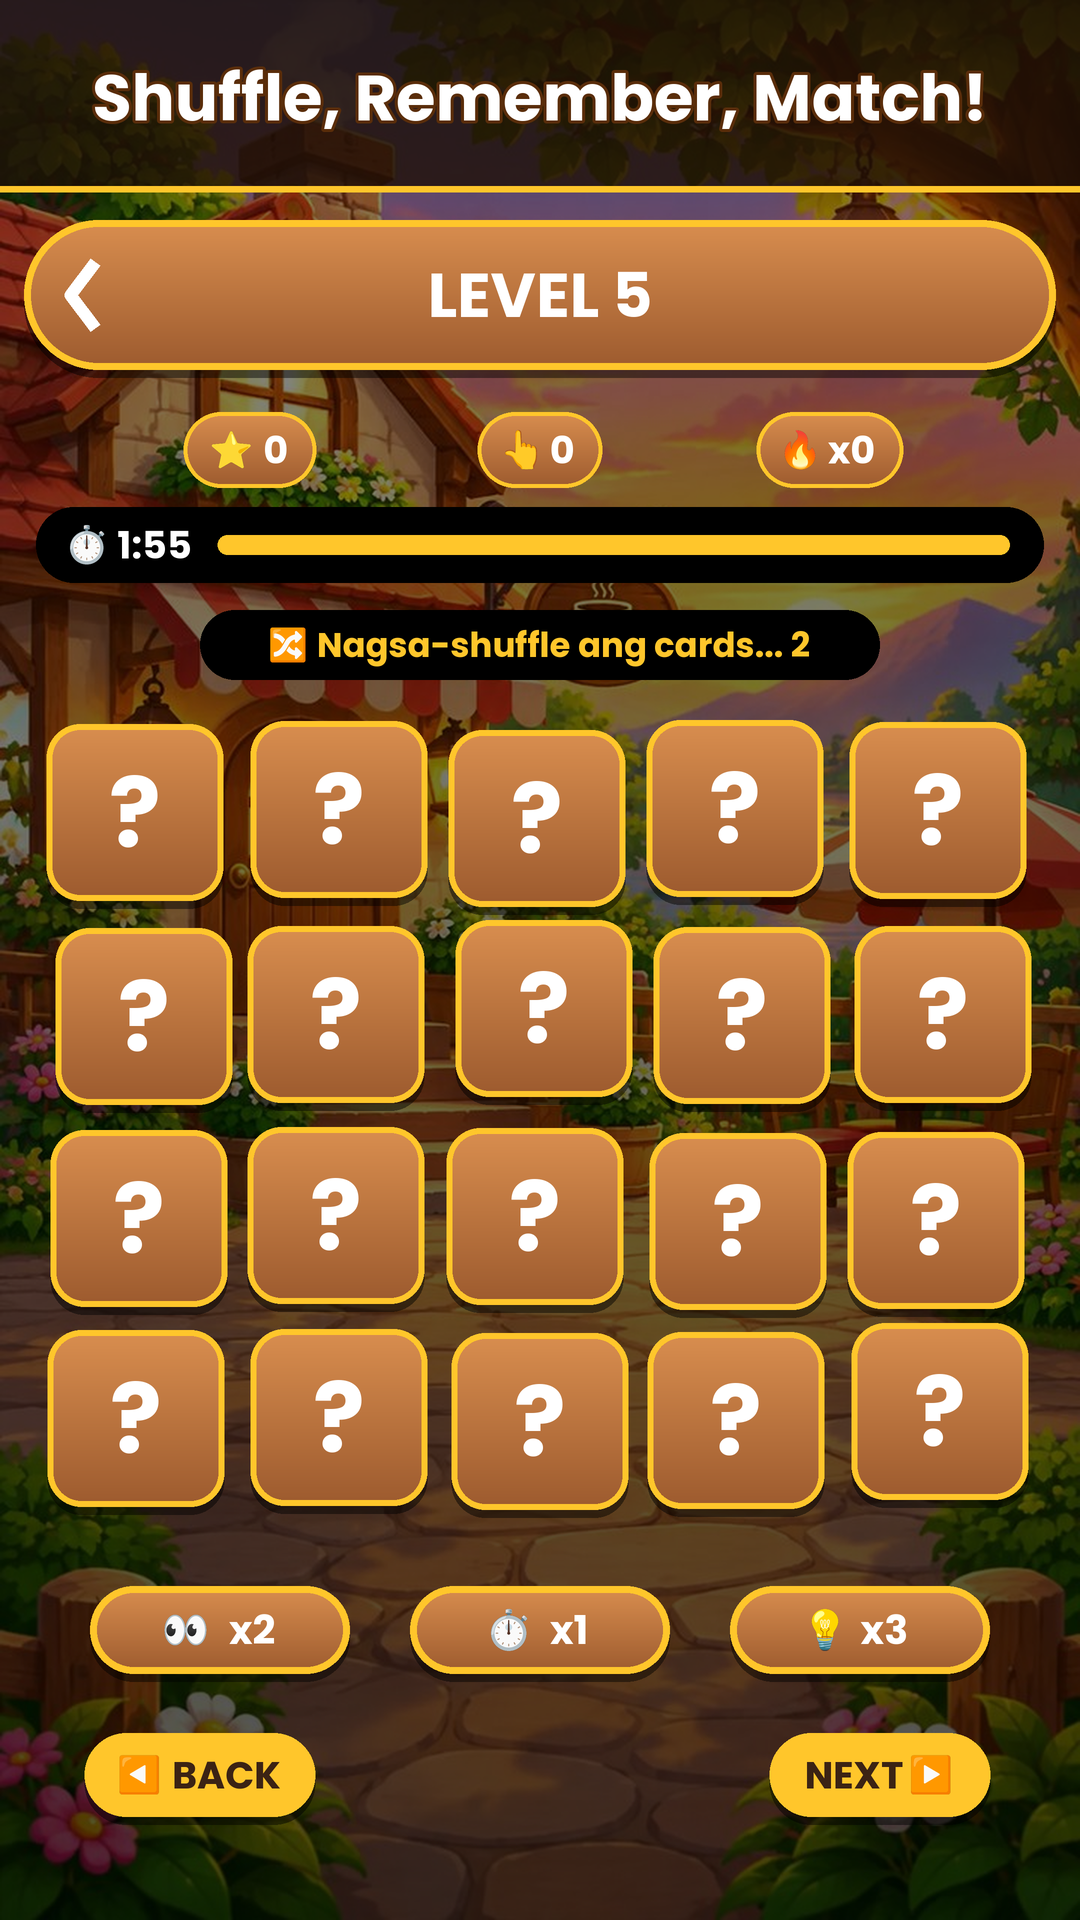 Shuffle, Remember, Match!
LEVEL 5
⭐ 0 👆 0 🔥 x0
⏱️ 1:55
🔀 Nagsa-shuffle ang cards... 2
? ? ? ? ?
? ? ? ? ?
? ? ? ? ?
? ? ? ? ?
👀 x2 ⏱️ x1 💡 x3
◀️ BACK NEXT ▶️